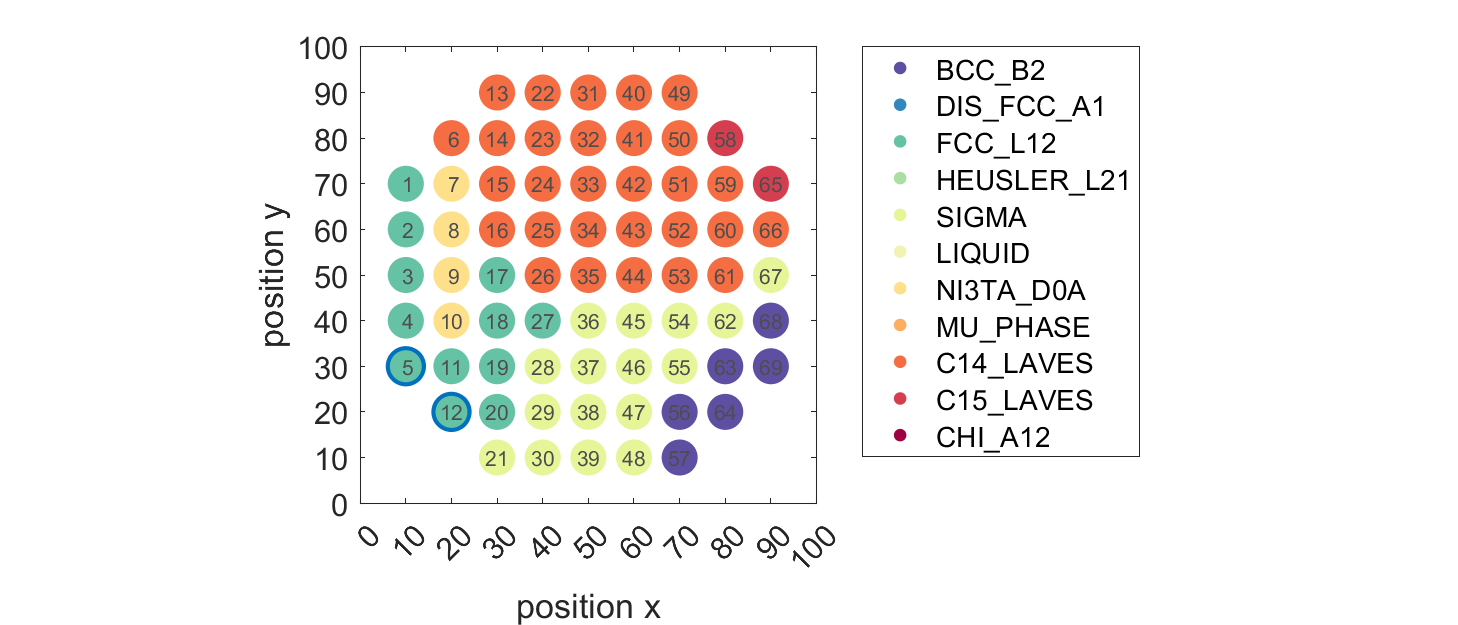 100
90
80
70
60
50
40
30
20
10
0
position y
13 22 31 40 49
6 14 23 32 41 50 58
1 7 15 24 33 42 51 59 65
2 8 16 25 34 43 52 60 66
3 9 17 26 35 44 53 61 67
4 10 18 27 36 45 54 62 68
5 11 19 28 37 46 55 63 69
12 20 29 38 47 56 64
21 30 39 48 57
0 10 20 30 40 50 60 70 80 90 100
position x
BCC_B2
DIS_FCC_A1
FCC_L12
HEUSLER_L21
SIGMA
LIQUID
NI3TA_D0A
MU_PHASE
C14_LAVES
C15_LAVES
CHI_A12